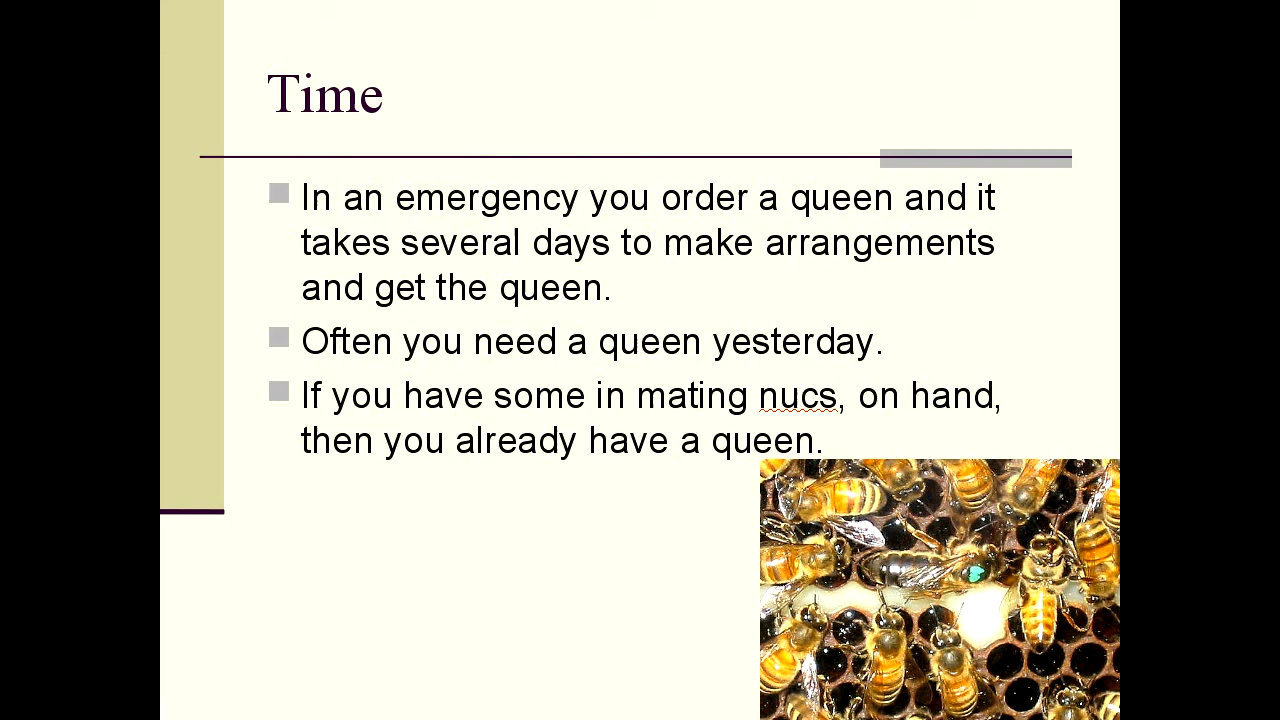 Time
In an emergency you order a queen and it
takes several days to make arrangements
and get the queen.
Often you need a queen yesterday.
If you have some in mating nucs, on hand,
then you already have a queen.